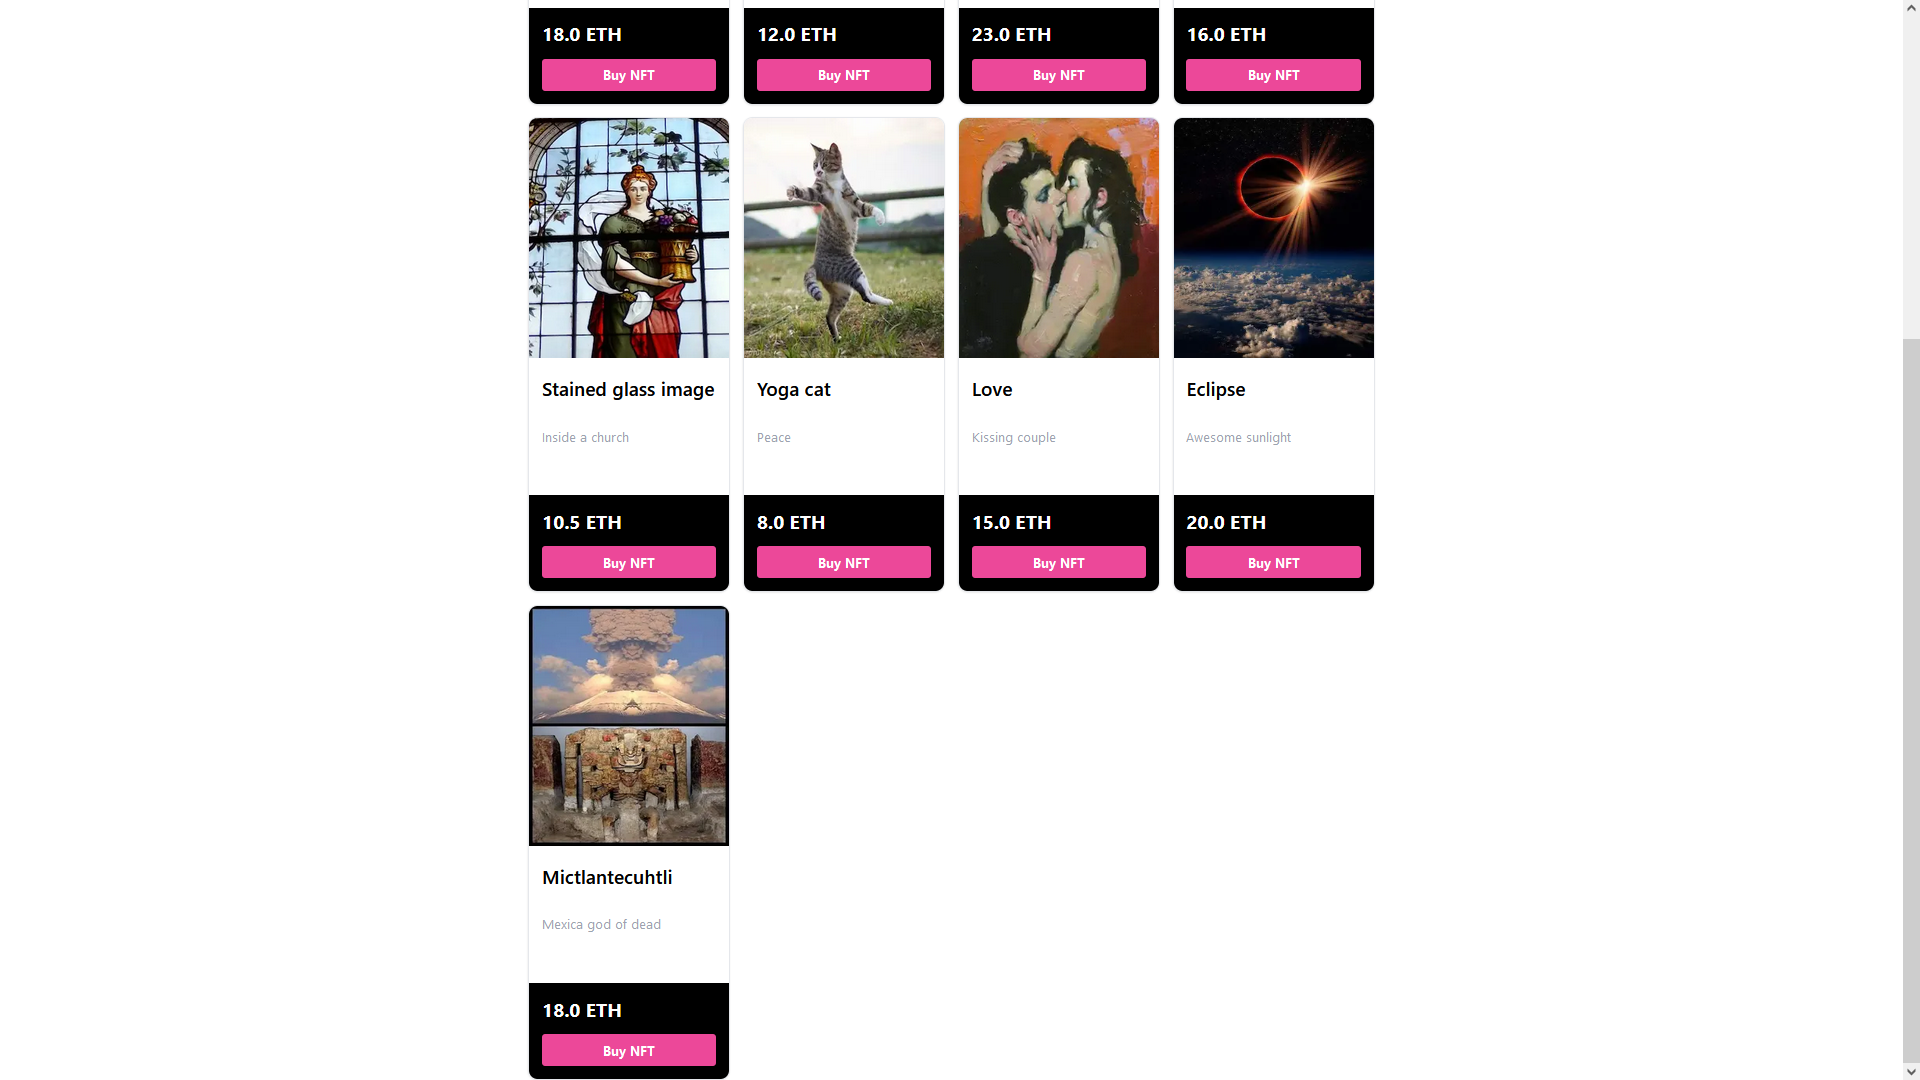 18.0 ETH
12.0 ETH
23.0 ETH
16.0 ETH
Buy NFT
Buy NFT
Buy NFT
Buy NFT
Stained glass image
Yoga cat
Love
Eclipse
Inside a church
Peace
Kissing couple
Awesome sunlight
10.5 ETH
8.0 ETH
15.0 ETH
20.0 ETH
Buy NFT
Buy NFT
Buy NFT
Buy NFT
Mictlantecuhtli
Mexica god of dead
18.0 ETH
Buy NFT